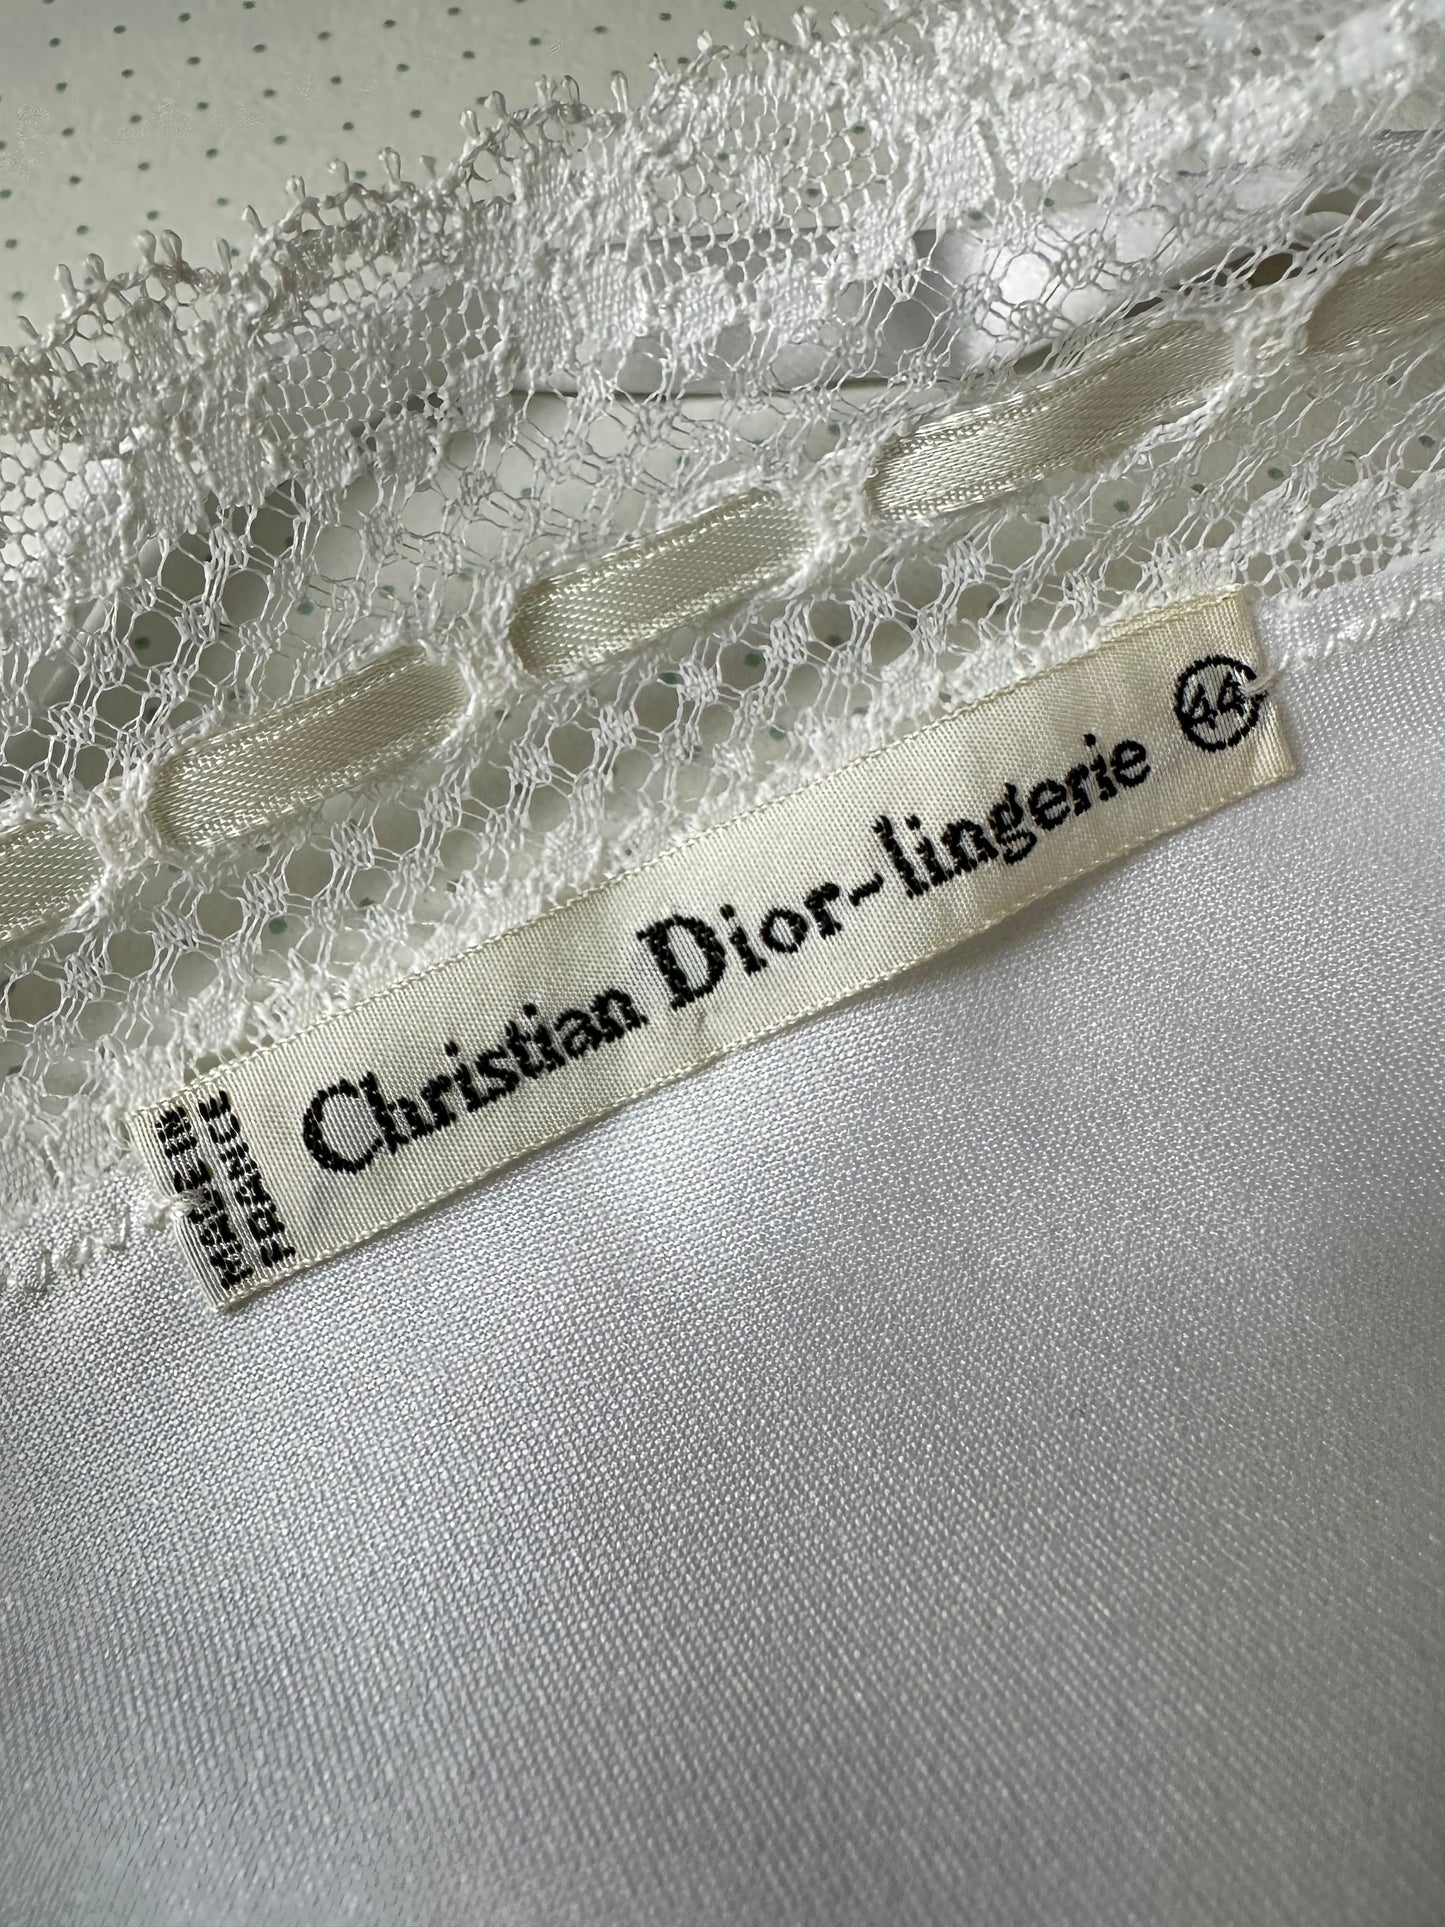 Christian Dior-lingerie 44
MADE IN
FRANCE